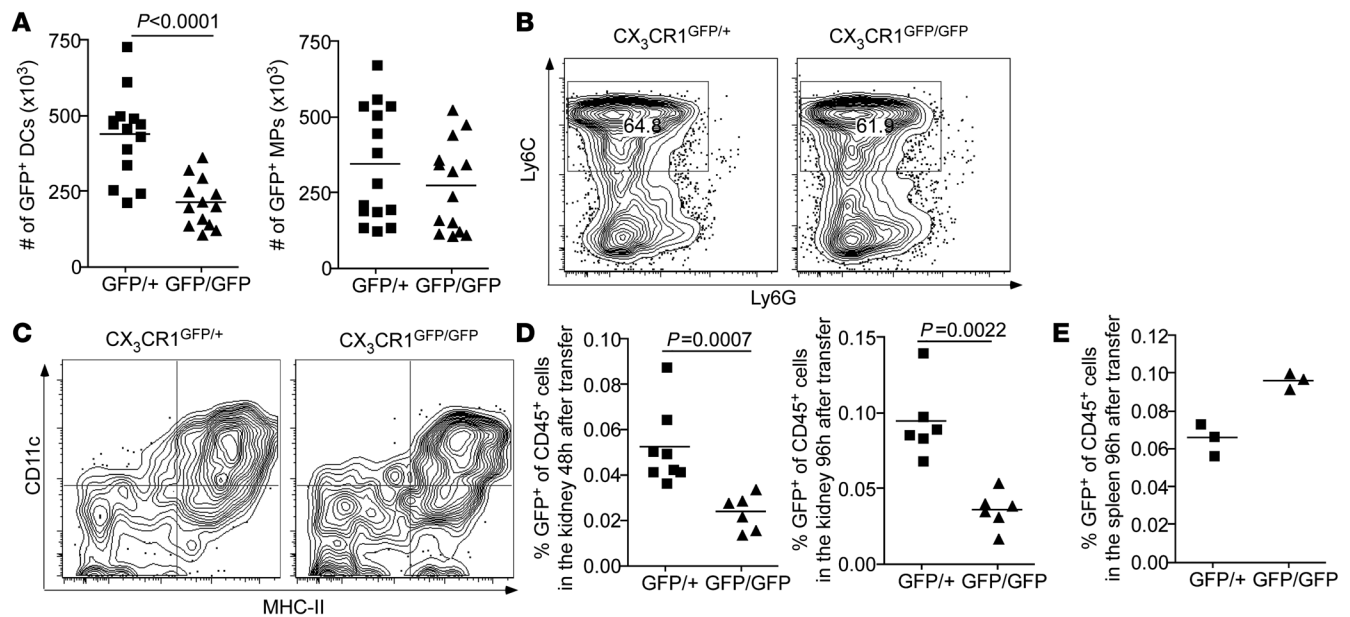 A
P<0.0001
# of GFP⁺ DCs (x10³)
750
500
250
0
GFP/+ GFP/GFP
# of GFP⁺ MPs (x10³)
750
500
250
0
GFP/+ GFP/GFP
B
CX₃CR1ᴳᶠᴾ/⁺
CX₃CR1ᴳᶠᴾ/ᴳᶠᴾ
Ly6C
64.8
61.9
Ly6G
C
CX₃CR1ᴳᶠᴾ/⁺
CX₃CR1ᴳᶠᴾ/ᴳᶠᴾ
CD11c
MHC-II
D
% GFP⁺ of CD45⁺ cells
in the kidney 48h after transfer
P=0.0007
0.10
0.08
0.06
0.04
0.02
0.00
GFP/+ GFP/GFP
% GFP⁺ of CD45⁺ cells
in the kidney 96h after transfer
P=0.0022
0.15
0.10
0.05
0.00
GFP/+ GFP/GFP
E
% GFP⁺ of CD45⁺ cells
in the spleen 96h after transfer
0.12
0.10
0.08
0.06
0.04
0.02
0.00
GFP/+ GFP/GFP